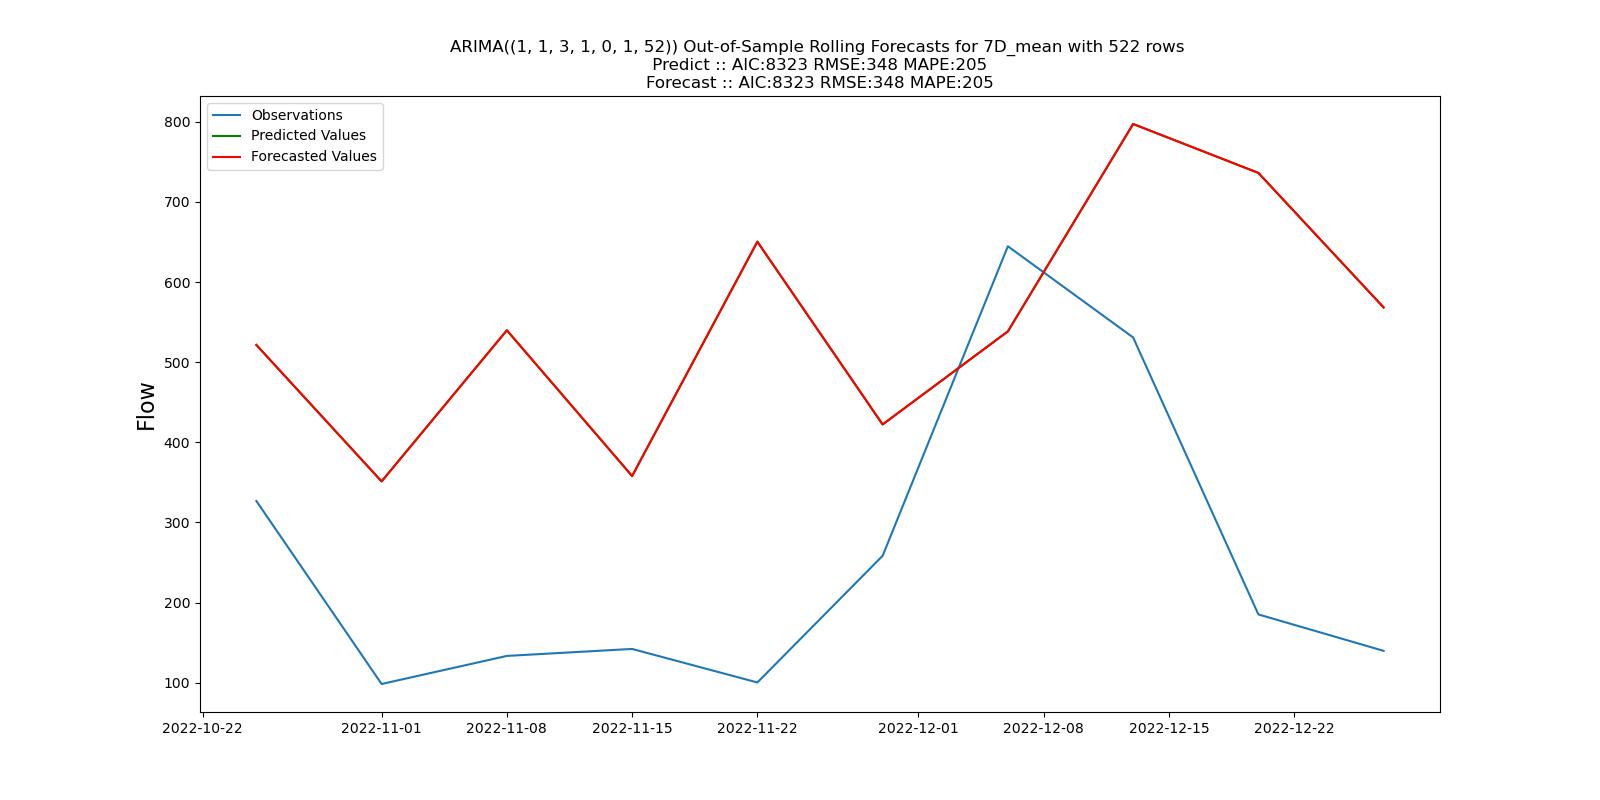 ARIMA((1, 1, 3, 1, 0, 1, 52)) Out-of-Sample Rolling Forecasts for 7D_mean with 522 rows
Predict :: AIC:8323 RMSE:348 MAPE:205
Forecast :: AIC:8323 RMSE:348 MAPE:205
Observations
Predicted Values
Forecasted Values
800
700
600
500
400
300
200
100
Flow
2022-10-22 2022-11-01 2022-11-08 2022-11-15 2022-11-22 2022-12-01 2022-12-08 2022-12-15 2022-12-22